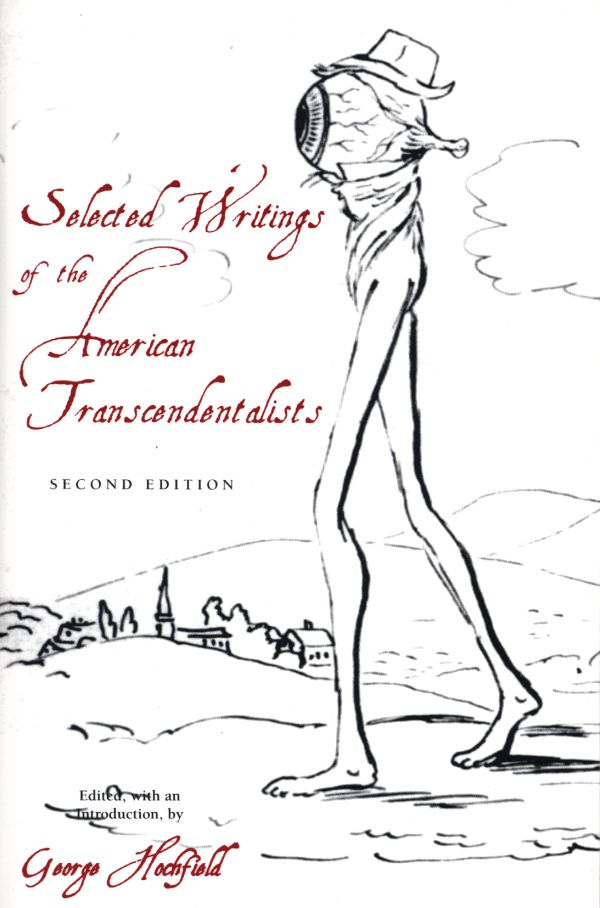 Selected Writings
of the
American
Transcendentalists
SECOND EDITION
Edited, with an
Introduction, by
George Hochfield